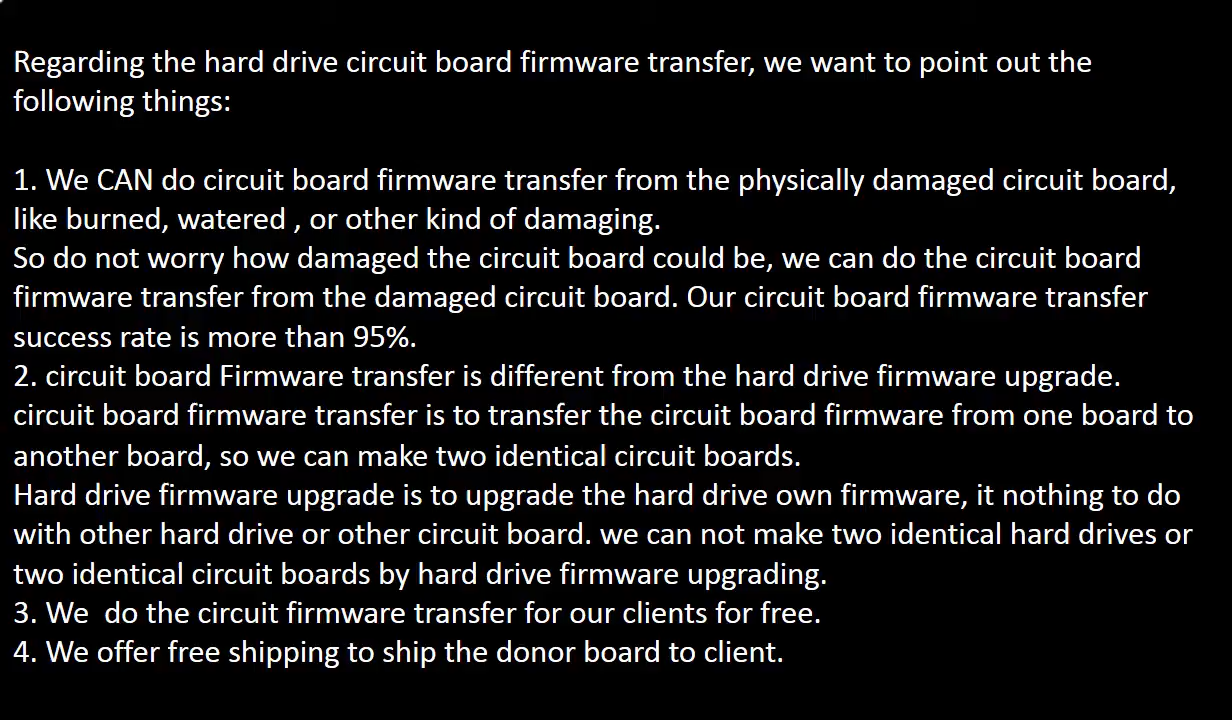 Regarding the hard drive circuit board firmware transfer, we want to point out the
following things:
1. We CAN do circuit board firmware transfer from the physically damaged circuit board,
like burned, watered , or other kind of damaging.
So do not worry how damaged the circuit board could be, we can do the circuit board
firmware transfer from the damaged circuit board. Our circuit board firmware transfer
success rate is more than 95%.
2. circuit board Firmware transfer is different from the hard drive firmware upgrade.
circuit board firmware transfer is to transfer the circuit board firmware from one board to
another board, so we can make two identical circuit boards.
Hard drive firmware upgrade is to upgrade the hard drive own firmware, it nothing to do
with other hard drive or other circuit board. we can not make two identical hard drives or
two identical circuit boards by hard drive firmware upgrading.
3. We  do the circuit firmware transfer for our clients for free.
4. We offer free shipping to ship the donor board to client.